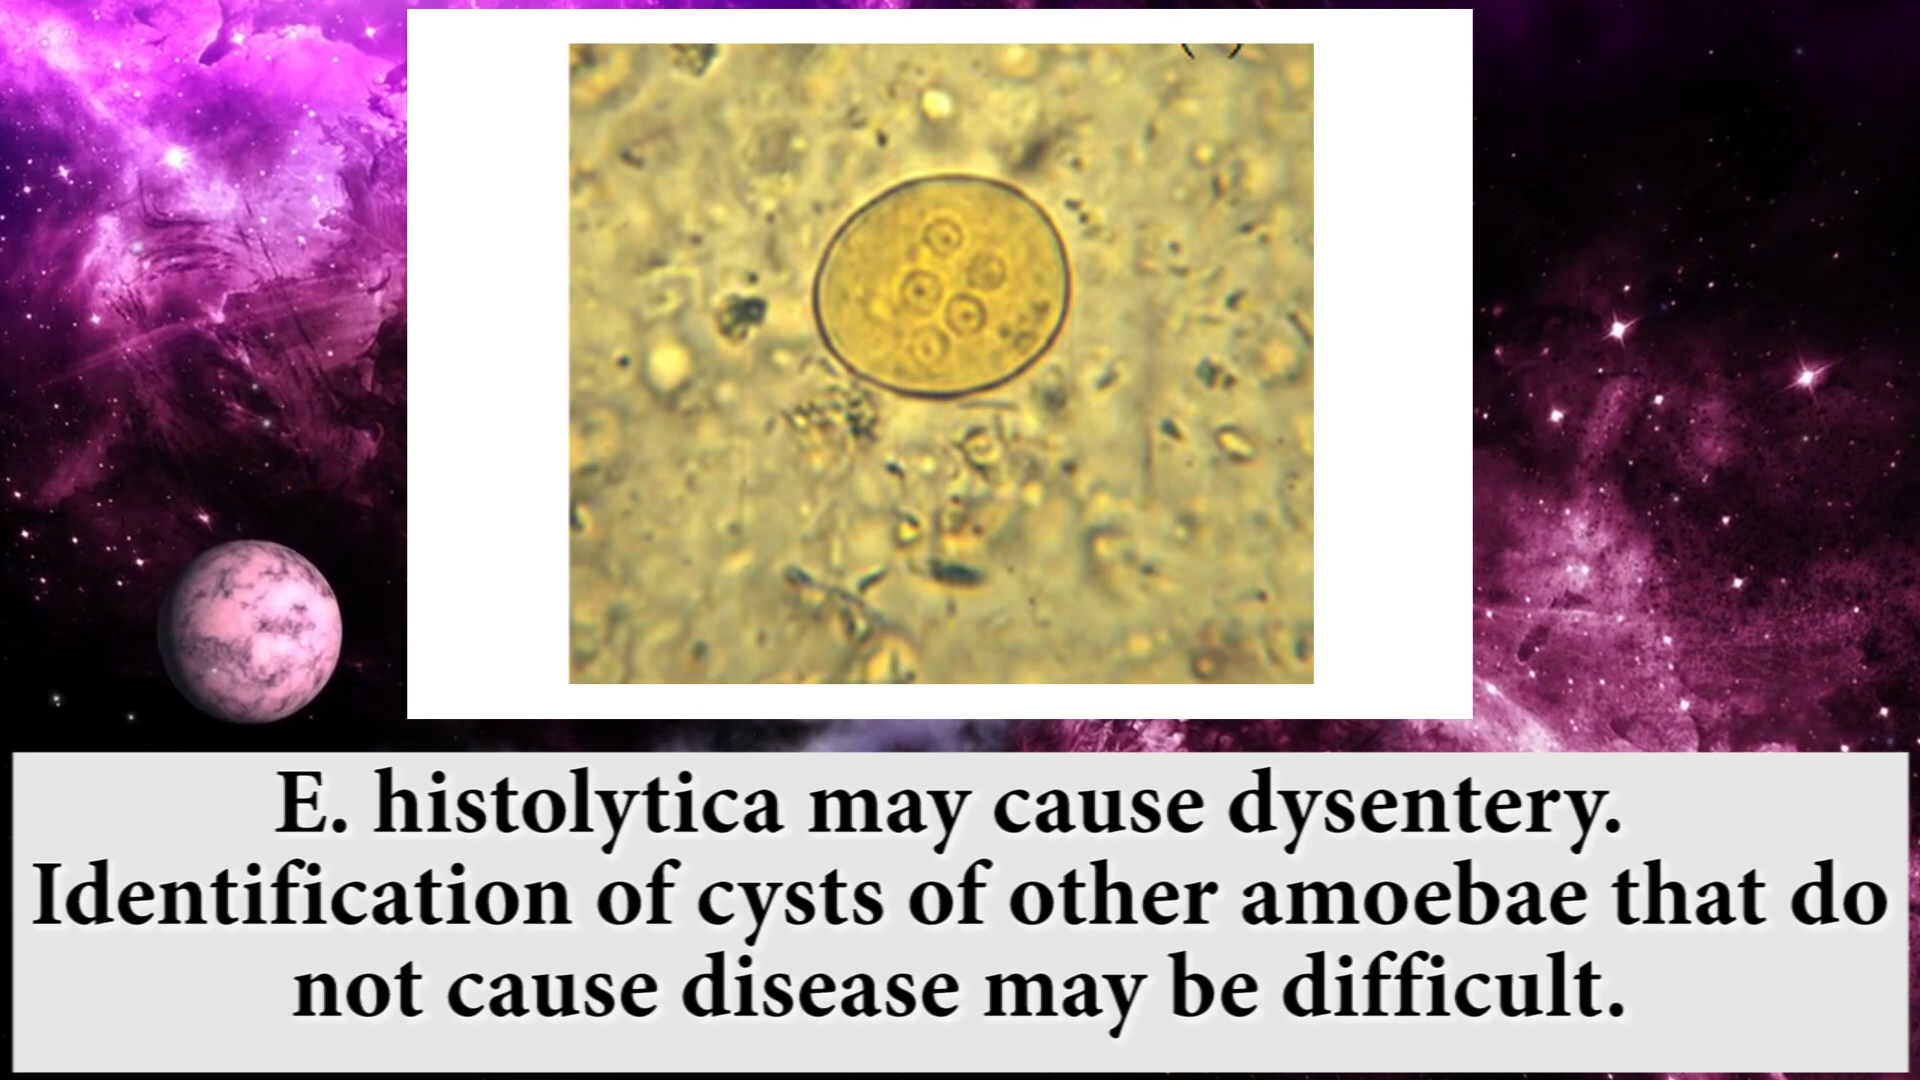 E. histolytica may cause dysentery.
Identification of cysts of other amoebae that do
not cause disease may be difficult.